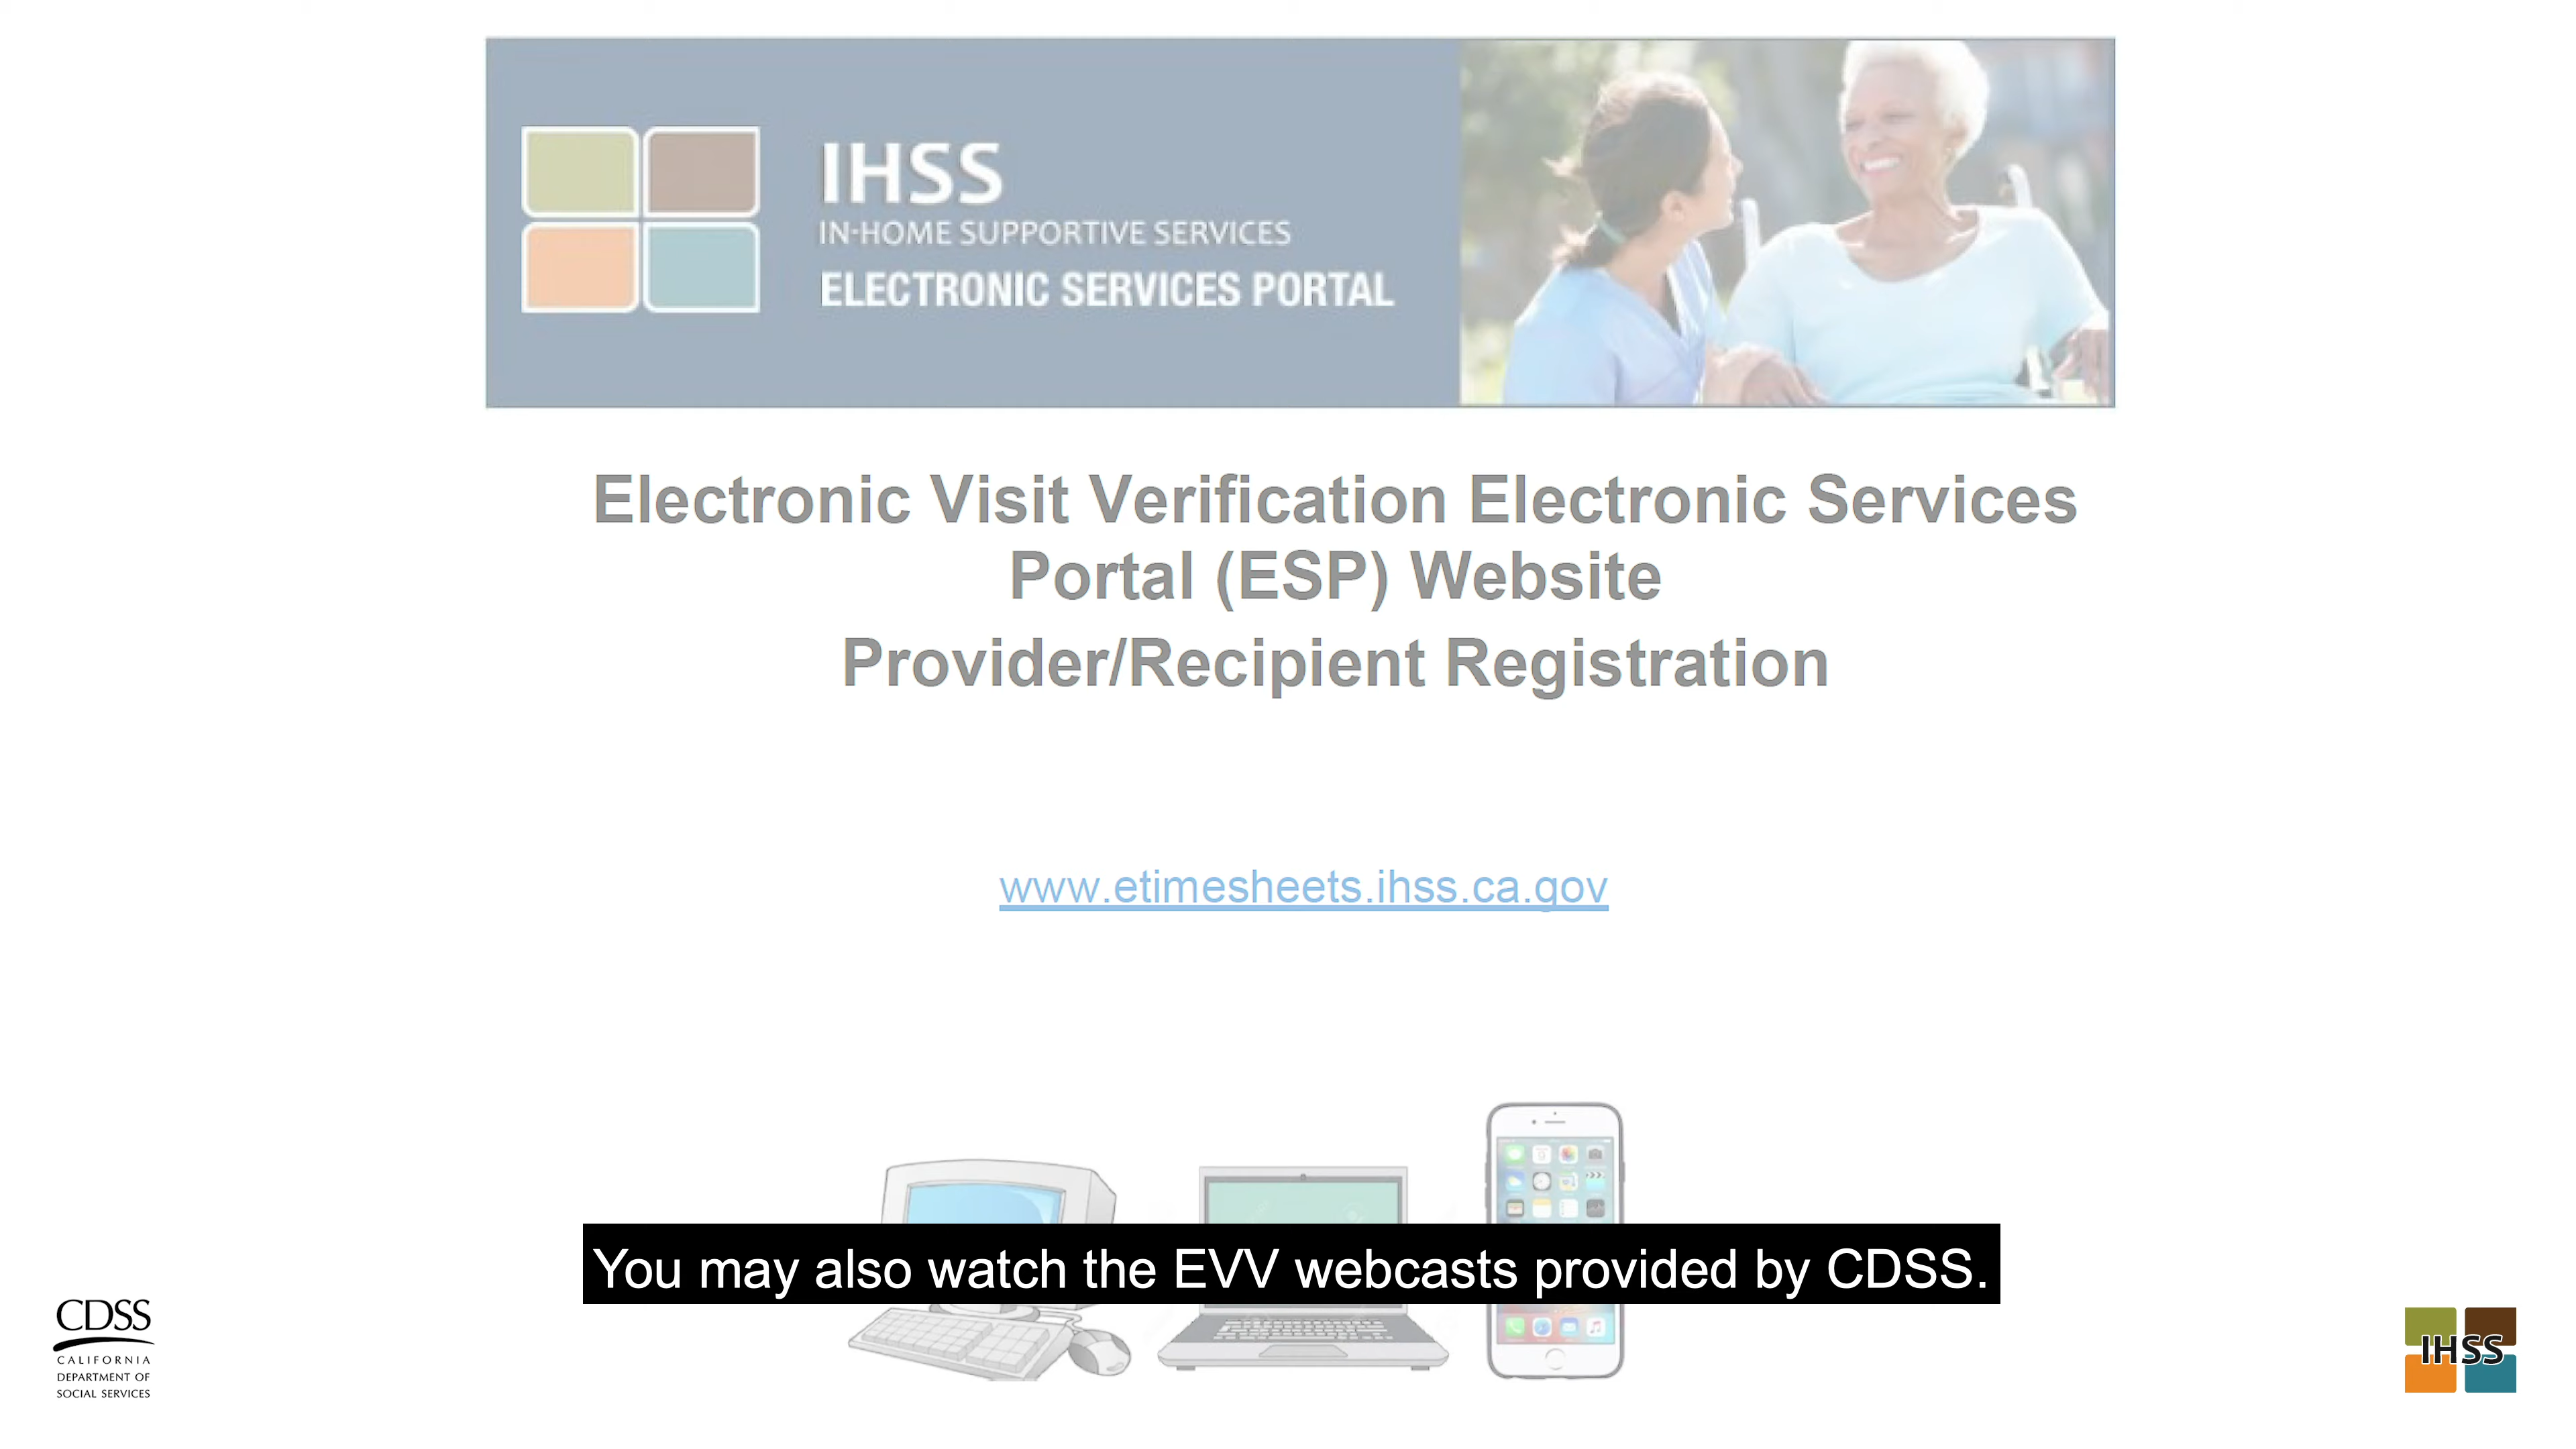 IHSS
IN-HOME SUPPORTIVE SERVICES
ELECTRONIC SERVICES PORTAL
Electronic Visit Verification Electronic Services
Portal (ESP) Website
Provider/Recipient Registration
www.etimesheets.ihss.ca.gov
You may also watch the EVV webcasts provided by CDSS.
CDSS
CALIFORNIA
DEPARTMENT OF
SOCIAL SERVICES
IHSS